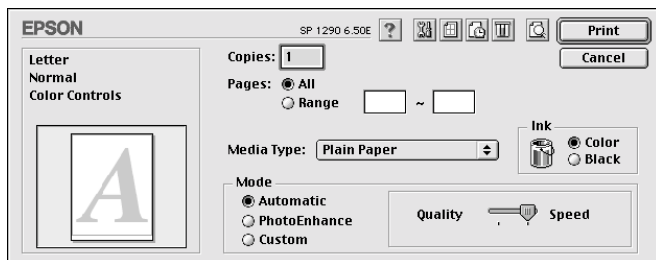 EPSON
SP 1290 6.50E
?
Print
Cancel
Letter
Normal
Color Controls
A
Copies: 1
Pages: All
Range ~
Media Type: Plain Paper
Ink
Color
Black
Mode
Automatic
PhotoEnhance
Custom
Quality Speed